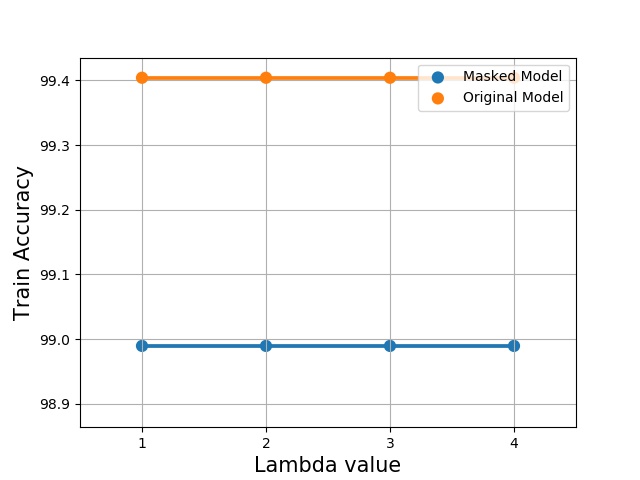 99.4
99.3
99.2
99.1
99.0
98.9
Train Accuracy
Masked Model
Original Model
1 2 3 4
Lambda value